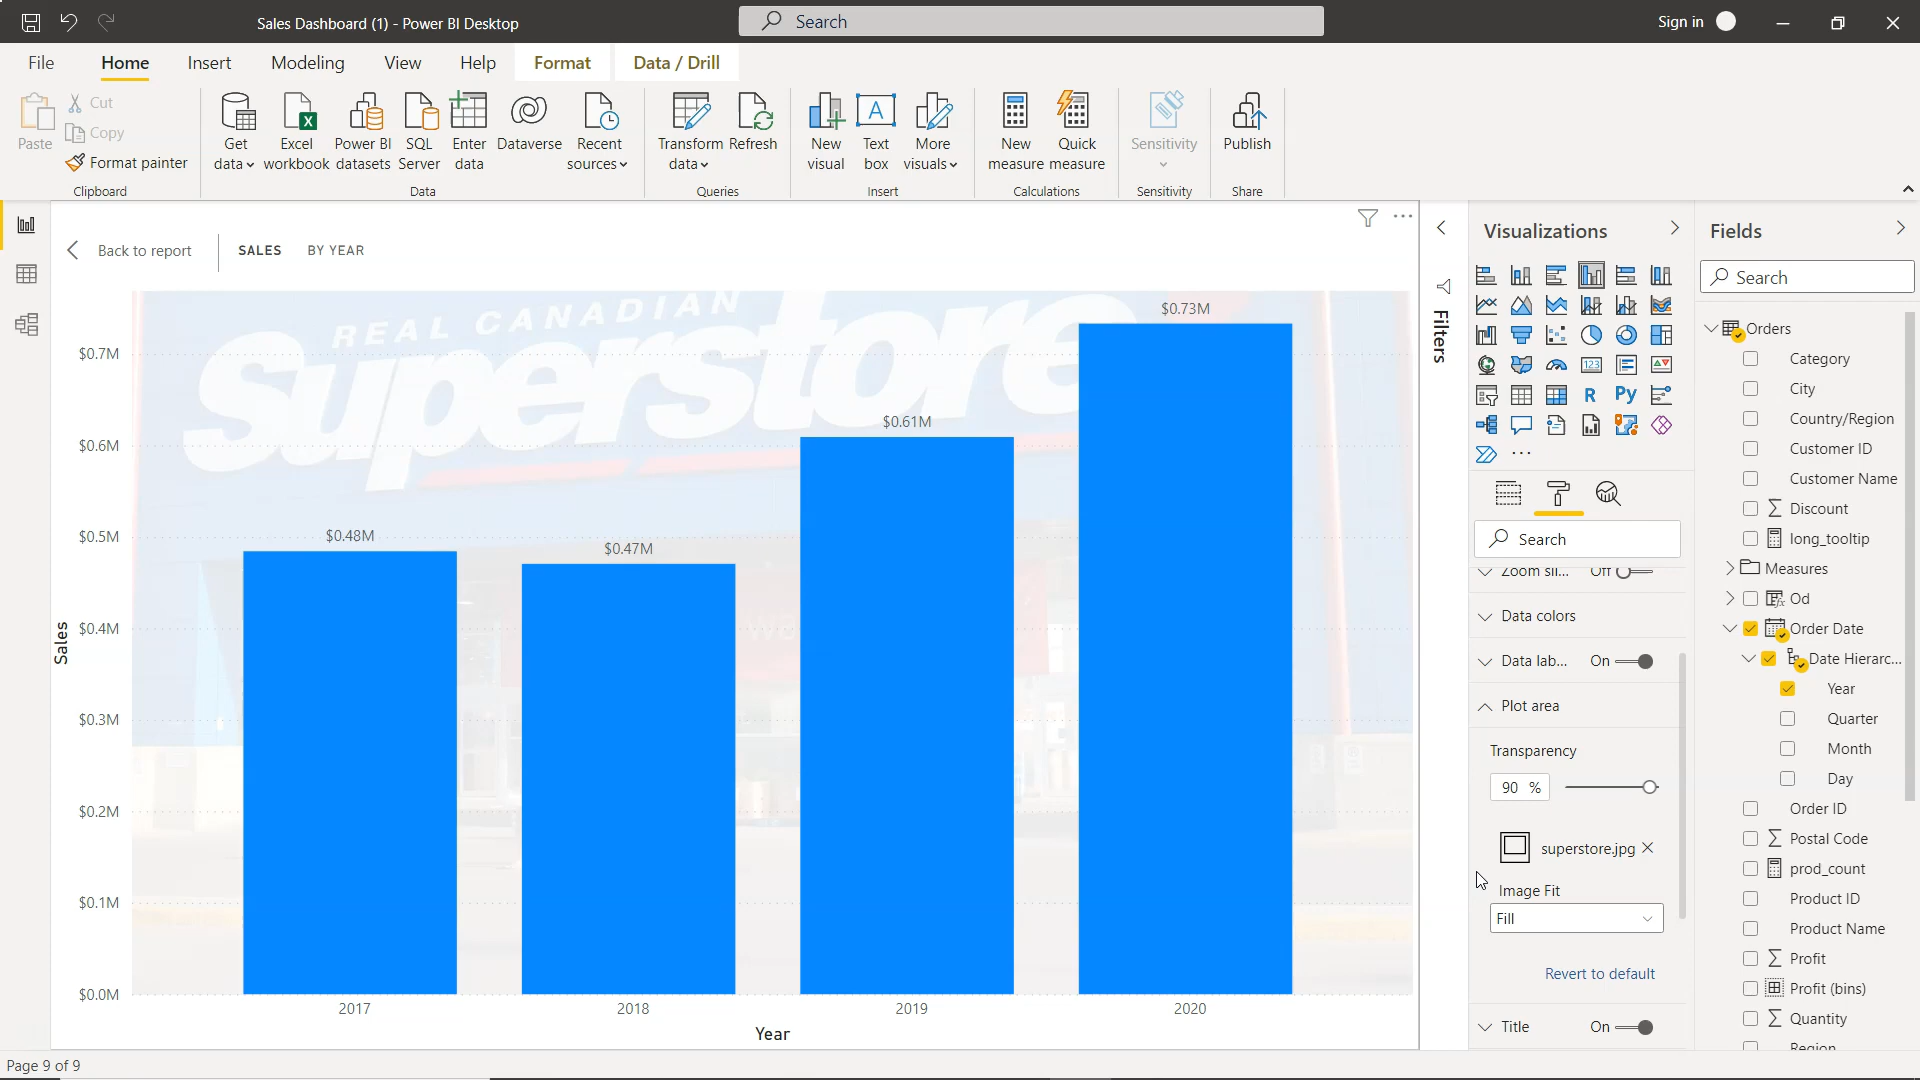 Sales Dashboard (1) - Power BI Desktop
Search
Sign in
File
Home
Insert
Modeling
View
Help
Format
Data / Drill
Paste
Cut
Copy
Format painter
Clipboard
Get data
Excel workbook
Power BI datasets
SQL Server
Enter data
Dataverse
Recent sources
Data
Transform data
Refresh
Queries
New visual
Text box
More visuals
Insert
New measure
Quick measure
Calculations
Sensitivity
Sensitivity
Publish
Share
Back to report
SALES
BY YEAR
REAL CANADIAN
Superstore
$0.7M
$0.6M
$0.5M
$0.4M
$0.3M
$0.2M
$0.1M
$0.0M
Sales
$0.48M
$0.47M
$0.61M
$0.73M
2017
2018
2019
2020
Year
Filters
Visualizations
123
R
Py
Search
Zoom sli...
Off
Data colors
Data lab...
On
Plot area
Transparency
90 %
superstore.jpg
Image Fit
Fill
Revert to default
Title
On
Fields
Search
Orders
Category
City
Country/Region
Customer ID
Customer Name
Discount
long_tooltip
Measures
Od
Order Date
Date Hierarc...
Year
Quarter
Month
Day
Order ID
Postal Code
prod_count
Product ID
Product Name
Profit
Profit (bins)
Quantity
Region
Page 9 of 9